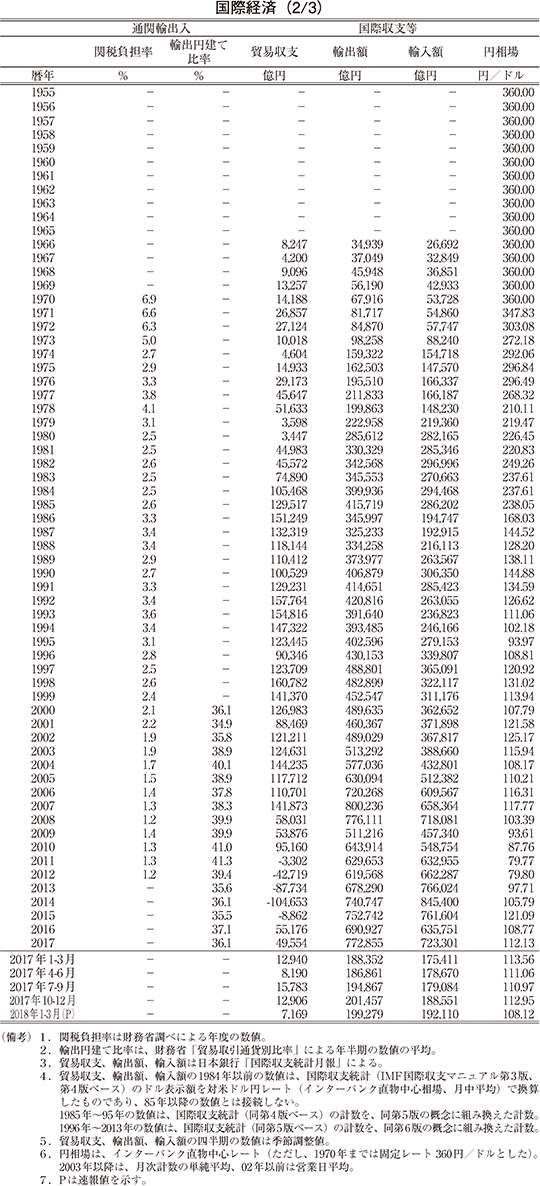 国際経済（2/3）
通関輸出入 国際収支等
関税負担率 輸出円建て比率 貿易収支 輸出額 輸入額 円相場
暦年 % % 億円 億円 億円 円／ドル
1955 − − − − − 360.00
1956 − − − − − 360.00
1957 − − − − − 360.00
1958 − − − − − 360.00
1959 − − − − − 360.00
1960 − − − − − 360.00
1961 − − − − − 360.00
1962 − − − − − 360.00
1963 − − − − − 360.00
1964 − − − − − 360.00
1965 − − − − − 360.00
1966 − − 8,247 34,939 26,692 360.00
1967 − − 4,200 37,049 32,849 360.00
1968 − − 9,096 45,948 36,851 360.00
1969 − − 13,257 56,190 42,933 360.00
1970 6.9 − 14,188 67,916 53,728 360.00
1971 6.6 − 26,857 81,717 54,860 347.83
1972 6.3 − 27,124 84,870 57,747 303.08
1973 5.0 − 10,018 98,258 88,240 272.18
1974 2.7 − 4,604 159,322 154,718 292.06
1975 2.9 − 14,933 162,503 147,570 296.84
1976 3.3 − 29,173 195,510 166,337 296.49
1977 3.8 − 45,647 211,833 166,187 268.32
1978 4.1 − 51,633 199,863 148,230 210.11
1979 3.1 − 3,598 222,958 219,360 219.47
1980 2.5 − 3,447 285,612 282,165 226.45
1981 2.5 − 44,983 330,329 285,346 220.83
1982 2.6 − 45,572 342,568 296,996 249.26
1983 2.5 − 74,890 345,553 270,663 237.61
1984 2.5 − 105,468 399,936 294,468 237.61
1985 2.6 − 129,517 415,719 286,202 238.05
1986 3.3 − 151,249 345,997 194,747 168.03
1987 3.4 − 132,319 325,233 192,915 144.52
1988 3.4 − 118,144 334,258 216,113 128.20
1989 2.9 − 110,412 373,977 263,567 138.11
1990 2.7 − 100,529 406,879 306,350 144.88
1991 3.3 − 129,231 414,651 285,423 134.59
1992 3.4 − 157,764 420,816 263,055 126.62
1993 3.6 − 154,816 391,640 236,823 111.06
1994 3.4 − 147,322 393,485 246,166 102.18
1995 3.1 − 123,445 402,596 279,153 93.97
1996 2.8 − 90,346 430,153 339,807 108.81
1997 2.5 − 123,709 488,801 365,091 120.92
1998 2.6 − 160,782 482,899 322,117 131.02
1999 2.4 − 141,370 452,547 311,176 113.94
2000 2.1 36.1 126,983 489,635 362,652 107.79
2001 2.2 34.9 88,469 460,367 371,898 121.58
2002 1.9 35.8 121,211 489,029 367,817 125.17
2003 1.9 38.9 124,631 513,292 388,660 115.94
2004 1.7 40.1 144,235 577,036 432,801 108.17
2005 1.5 38.9 117,712 630,094 512,382 110.21
2006 1.4 37.8 110,701 720,268 609,567 116.31
2007 1.3 38.3 141,873 800,236 658,364 117.77
2008 1.2 39.9 58,031 776,111 718,081 103.39
2009 1.4 39.9 53,876 511,216 457,340 93.61
2010 1.3 41.0 95,160 643,914 548,754 87.76
2011 1.3 41.3 -3,302 629,653 632,955 79.77
2012 1.2 39.4 -42,719 619,568 662,287 79.80
2013 − 35.6 -87,734 678,290 766,024 97.71
2014 − 36.1 -104,653 740,747 845,400 105.79
2015 − 35.5 -8,862 752,742 761,604 121.09
2016 − 37.1 55,176 690,927 635,751 108.77
2017 − 36.1 49,554 772,855 723,301 112.13
2017年1-3月 − − 12,940 188,352 175,411 113.56
2017年4-6月 − − 8,190 186,861 178,670 111.06
2017年7-9月 − − 15,783 194,867 179,084 110.97
2017年10-12月 − − 12,906 201,457 188,551 112.95
2018年1-3月(P) − − 7,169 199,279 192,110 108.12
（備考）１．関税負担率は財務省調べによる年度の数値。
２．輸出円建て比率は、財務省「貿易取引通貨別比率」による年半期の数値の平均。
３．貿易収支、輸出額、輸入額は日本銀行「国際収支統計月報」による。
４．貿易収支、輸出額、輸入額の1984年以前の数値は、国際収支統計（IMF国際収支マニュアル第３版、
第４版ベース）のドル表示額を対米ドル円レート（インターバンク直物中心相場、月中平均）で換算
したものであり、85年以降の数値とは接続しない。
1985年～95年の数値は、国際収支統計（同第４版ベース）の計数を、同第５版の概念に組み換えた計数。
1996年～2013年の数値は、国際収支統計（同第５版ベース）の計数を、同第６版の概念に組み換えた計数。
５．貿易収支、輸出額、輸入額の四半期の数値は季節調整値。
６．円相場は、インターバンク直物中心レート（ただし、1970年までは固定レート360円／ドルとした）。
2003年以降は、月次計数の単純平均、02年以前は営業日平均。
７．Ｐは速報値を示す。